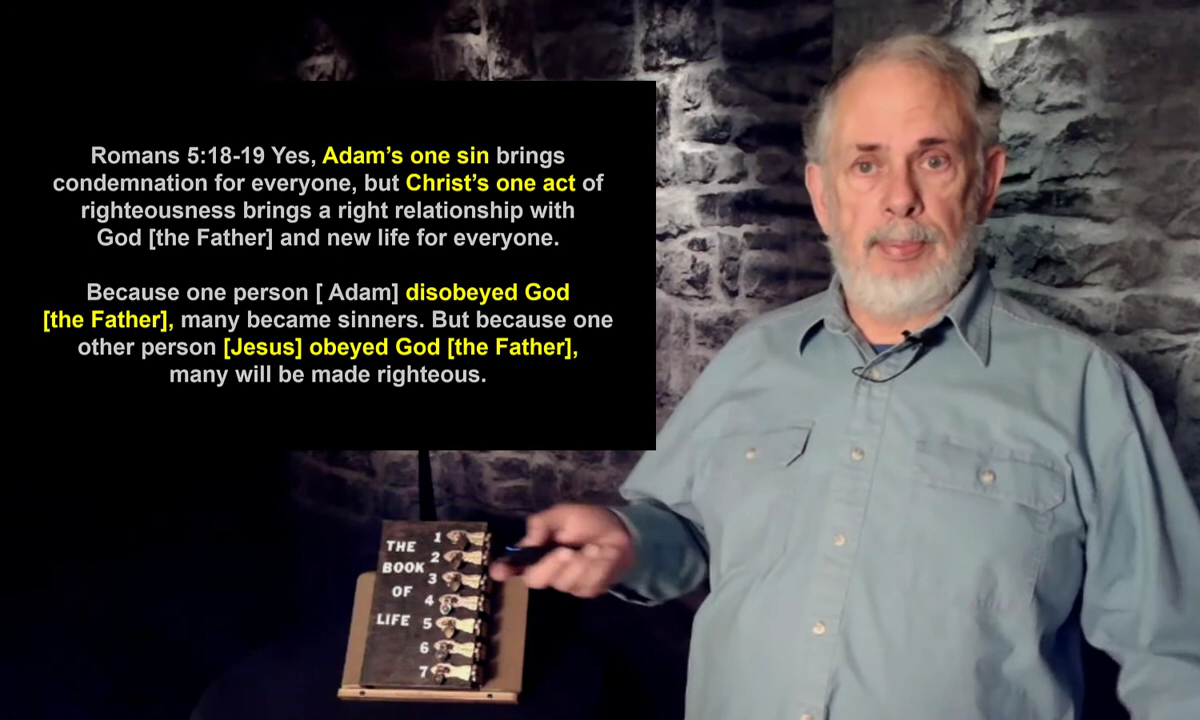 Romans 5:18-19 Yes, Adam’s one sin brings
condemnation for everyone, but Christ’s one act of
righteousness brings a right relationship with
God [the Father] and new life for everyone.
Because one person [ Adam] disobeyed God
[the Father], many became sinners. But because one
other person [Jesus] obeyed God [the Father],
many will be made righteous.
THE
BOOK
OF
LIFE
1
2
3
4
5
6
7